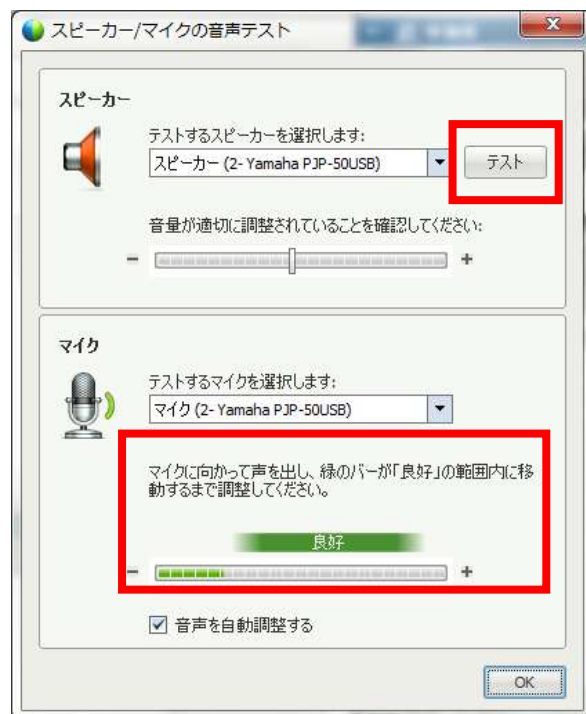 スピーカー/マイクの音声テスト
スピーカー
テストするスピーカーを選択します:
スピーカー (2- Yamaha PJP-50USB)
テスト
音量が適切に調整されていることを確認してください:
- +
マイク
テストするマイクを選択します:
マイク (2- Yamaha PJP-50USB)
マイクに向かって声を出し、緑のバーが「良好」の範囲内に移
動するまで調整してください。
良好
- +
音声を自動調整する
OK